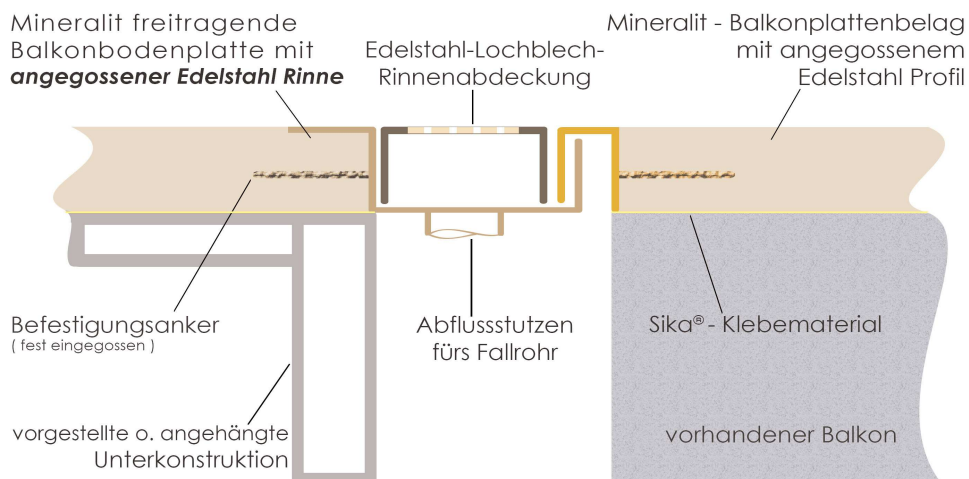 Mineralit freitragende
Balkonbodenplatte mit
angegossener Edelstahl Rinne
Edelstahl-Lochblech-
Rinnenabdeckung
Mineralit - Balkonplattenbelag
mit angegossenem
Edelstahl Profil
Befestigungsanker
( fest eingegossen )
Abflussstutzen
fürs Fallrohr
Sika® - Klebematerial
vorgestellte o. angehängte
Unterkonstruktion
vorhandener Balkon